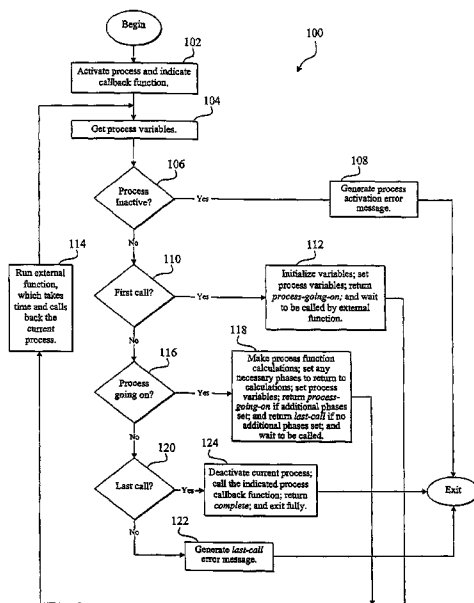 Begin
100
102
Activate process and indicate
callback function.
104
Get process variables.
106
Process
Inactive?
Yes
108
Generate process
activation error
message.
No
114
Run external
function,
which takes
time and calls
back the
current
process.
110
First call?
Yes
112
Initialize variables; set
process variables; return
process-going-on; and wait
to be called by external
function.
No
116
Process
going on?
Yes
118
Make process function
calculations; set any
necessary phases to return to
calculations; set process
variables; return process-
going-on if additional phases
set; and return last-call if no
additional phases set; and
wait to be called.
No
120
Last call?
Yes
124
Deactivate current process;
call the indicated process
callback function; return
complete; and exit fully.
Exit
No
122
Generate last-call
error message.